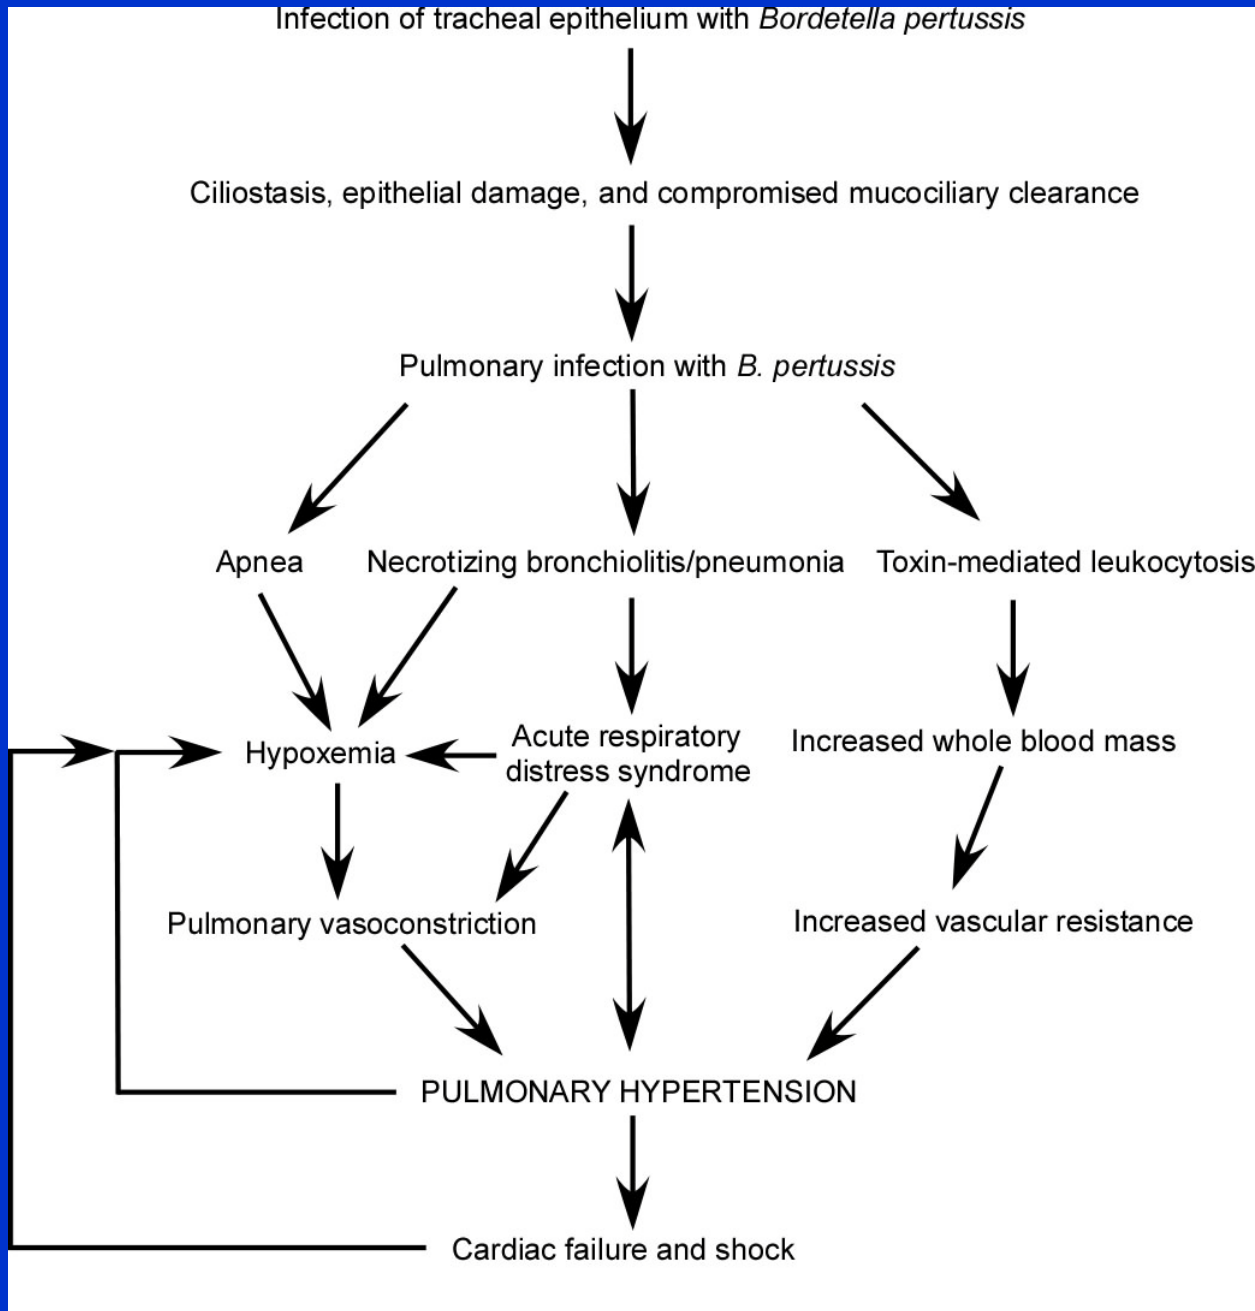 Infection of tracheal epithelium with Bordetella pertussis
Ciliostasis, epithelial damage, and compromised mucociliary clearance
Pulmonary infection with B. pertussis
Apnea
Necrotizing bronchiolitis/pneumonia
Toxin-mediated leukocytosis
Hypoxemia
Acute respiratory
distress syndrome
Increased whole blood mass
Pulmonary vasoconstriction
Increased vascular resistance
PULMONARY HYPERTENSION
Cardiac failure and shock